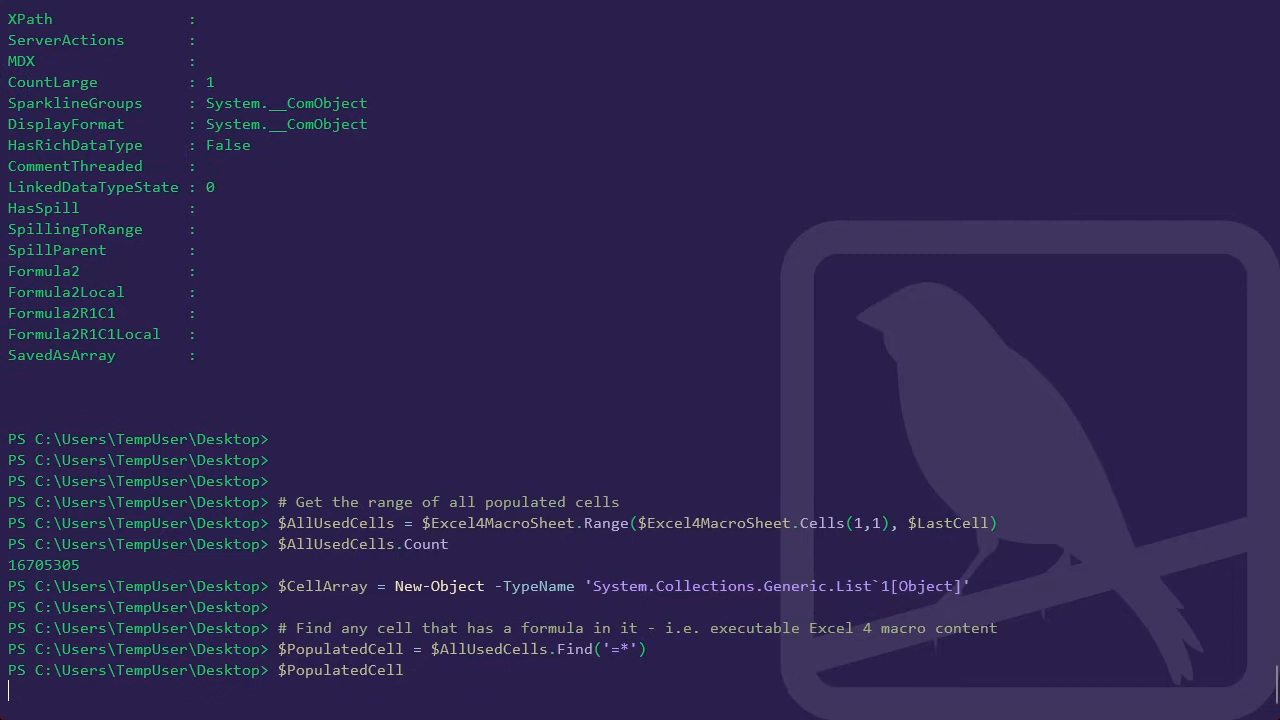 XPath :
ServerActions :
MDX :
CountLarge : 1
SparklineGroups : System.__ComObject
DisplayFormat : System.__ComObject
HasRichDataType : False
CommentThreaded :
LinkedDataTypeState : 0
HasSpill :
SpillingToRange :
SpillParent :
Formula2 :
Formula2Local :
Formula2R1C1 :
Formula2R1C1Local :
SavedAsArray :
PS C:\Users\TempUser\Desktop>
PS C:\Users\TempUser\Desktop>
PS C:\Users\TempUser\Desktop>
PS C:\Users\TempUser\Desktop> # Get the range of all populated cells
PS C:\Users\TempUser\Desktop> $AllUsedCells = $Excel4MacroSheet.Range($Excel4MacroSheet.Cells(1,1), $LastCell)
PS C:\Users\TempUser\Desktop> $AllUsedCells.Count
16705305
PS C:\Users\TempUser\Desktop> $CellArray = New-Object -TypeName 'System.Collections.Generic.List`1[Object]'
PS C:\Users\TempUser\Desktop>
PS C:\Users\TempUser\Desktop> # Find any cell that has a formula in it - i.e. executable Excel 4 macro content
PS C:\Users\TempUser\Desktop> $PopulatedCell = $AllUsedCells.Find('=*')
PS C:\Users\TempUser\Desktop> $PopulatedCell